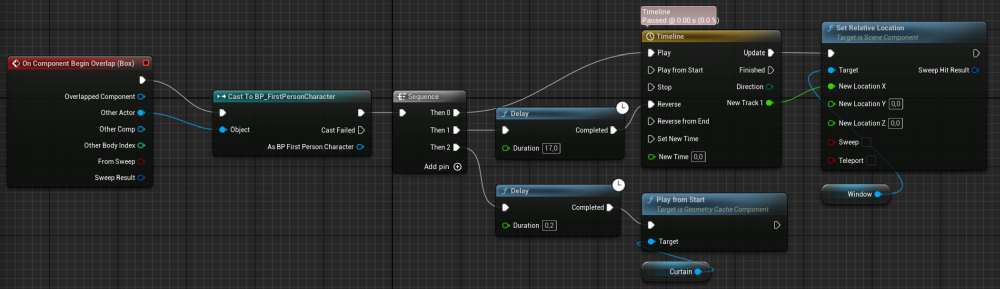 On Component Begin Overlap (Box)
Overlapped Component
Other Actor
Other Comp
Other Body Index
From Sweep
Sweep Result
Cast To BP_FirstPersonCharacter
Object
Cast Failed
As BP First Person Character
Sequence
Then 0
Then 1
Then 2
Add pin
Delay
Completed
Duration 17,0
Delay
Completed
Duration 0,2
Timeline
Paused @ 0.00 s (0.0 %)
Timeline
Play
Update
Play from Start
Finished
Stop
Direction
Reverse
New Track 1
Reverse from End
Set New Time
New Time 0,0
Play from Start
Target is Geometry Cache Component
Target
Curtain
Set Relative Location
Target is Scene Component
Target
Sweep Hit Result
New Location X
New Location Y 0,0
New Location Z 0,0
Sweep
Teleport
Window